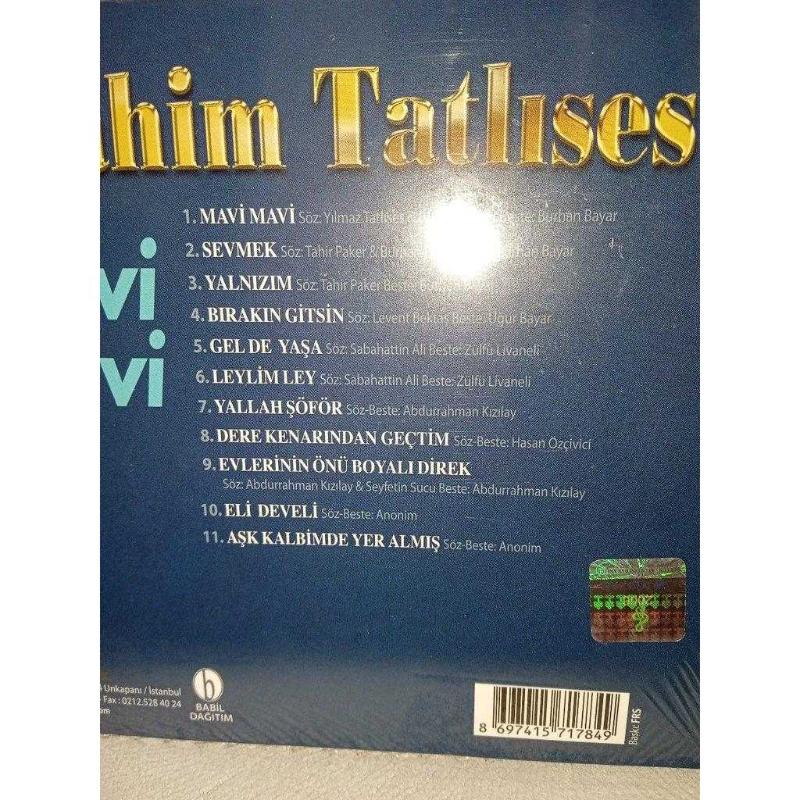 him Tatlıses
1. MAVİ MAVİ Söz: Yılmaz Tatlıses Beste: Burhan Bayar
2. SEVMEK Söz: Tahir Paker & Bayar
vi
3. YALNIZIM Söz: Tahir Paker Beste:
4. BIRAKIN GİTSİN Söz: Levent Bektaş Beste: Uğur Bayar
5. GEL DE YAŞA Söz: Sabahattin Ali Beste: Zülfü Livaneli
vi
6. LEYLİM LEY Söz: Sabahattin Ali Beste: Zülfü Livaneli
7. YALLAH ŞÖFÖR Söz-Beste: Abdurrahman Kızılay
8. DERE KENARINDAN GEÇTİM Söz-Beste: Hasan Özçivici
9. EVLERİNİN ÖNÜ BOYALI DİREK
Söz: Abdurrahman Kızılay & Seyfetin Sucu Beste: Abdurrahman Kızılay
10. ELİ DEVELİ Söz-Beste: Anonim
11. AŞK KALBİMDE YER ALMIŞ Söz-Beste: Anonim
Unkapanı / İstanbul
Fax : 0212.528 40 24
om
b
BABİL
DAĞITIM
8 697415 717849
Baskı: FRS